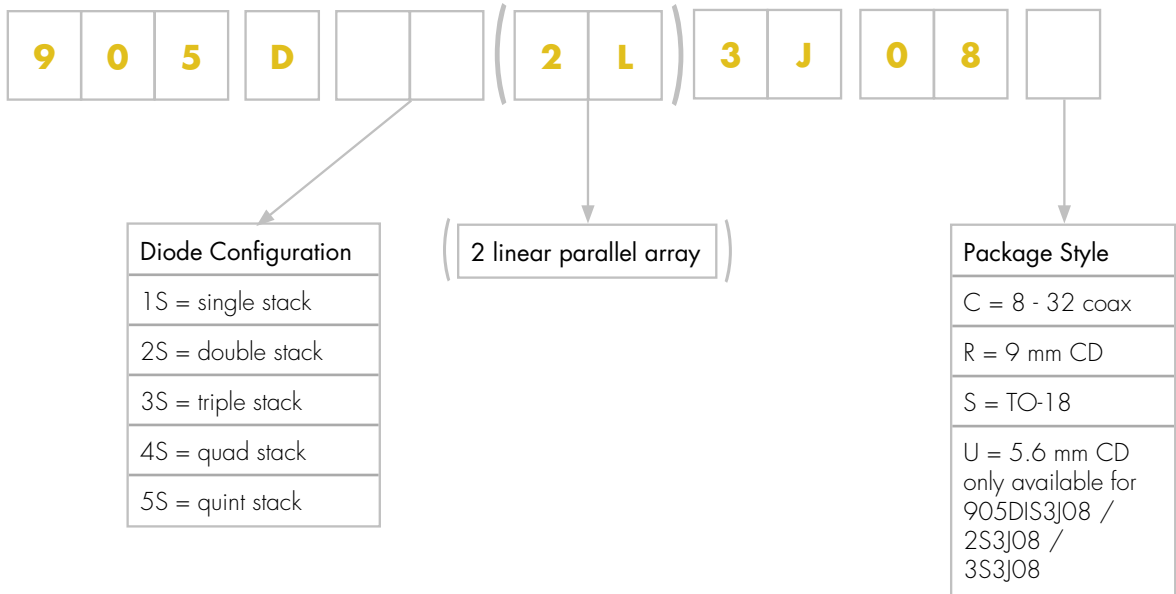 9 0 5 D ( 2 L ) 3 J 0 8
Diode Configuration
1S = single stack
2S = double stack
3S = triple stack
4S = quad stack
5S = quint stack
( 2 linear parallel array )
Package Style
C = 8 - 32 coax
R = 9 mm CD
S = TO-18
U = 5.6 mm CD
only available for
905DIS3J08 /
2S3J08 /
3S3J08